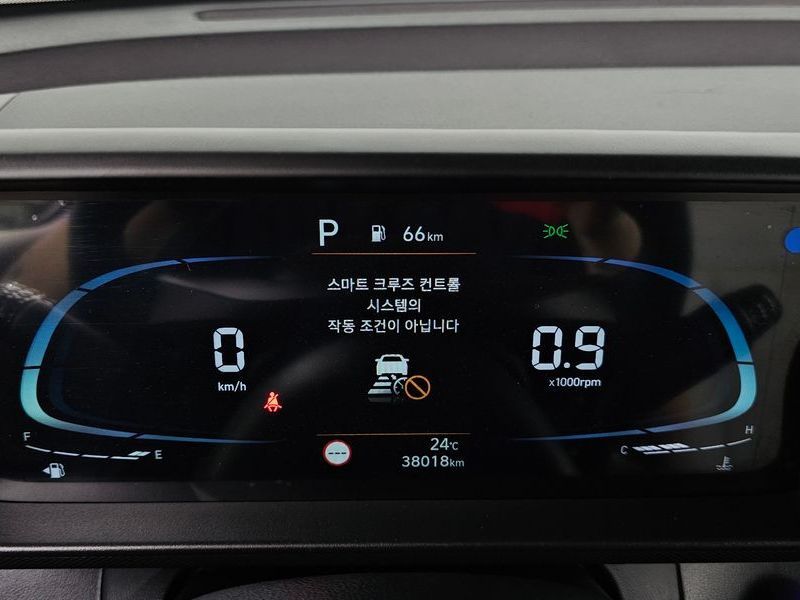 P 66km
스마트 크루즈 컨트롤
시스템의
작동 조건이 아닙니다
0
km/h
0.9
x1000rpm
F E
C H
---
24°C
38018km